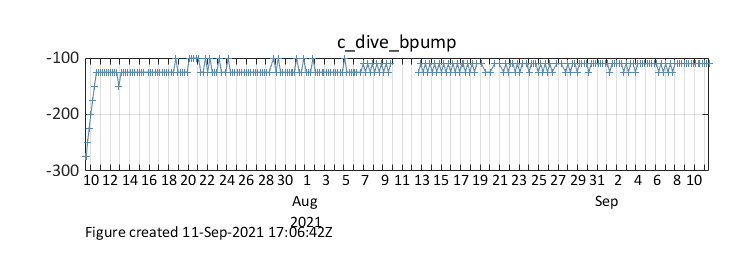 c_dive_bpump
-100
-200
-300
10 12 14 16 18 20 22 24 26 28 30 1 3 5 7 9 11 13 15 17 19 21 23 25 27 29 31 2 4 6 8 10
Aug Sep
2021
Figure created 11-Sep-2021 17:06:42Z